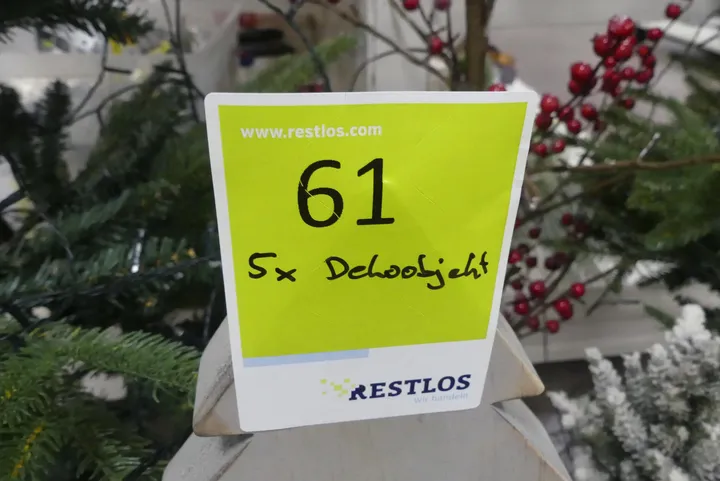 www.restlos.com
61
5x Dekoobjekt
RESTLOS
wir handeln